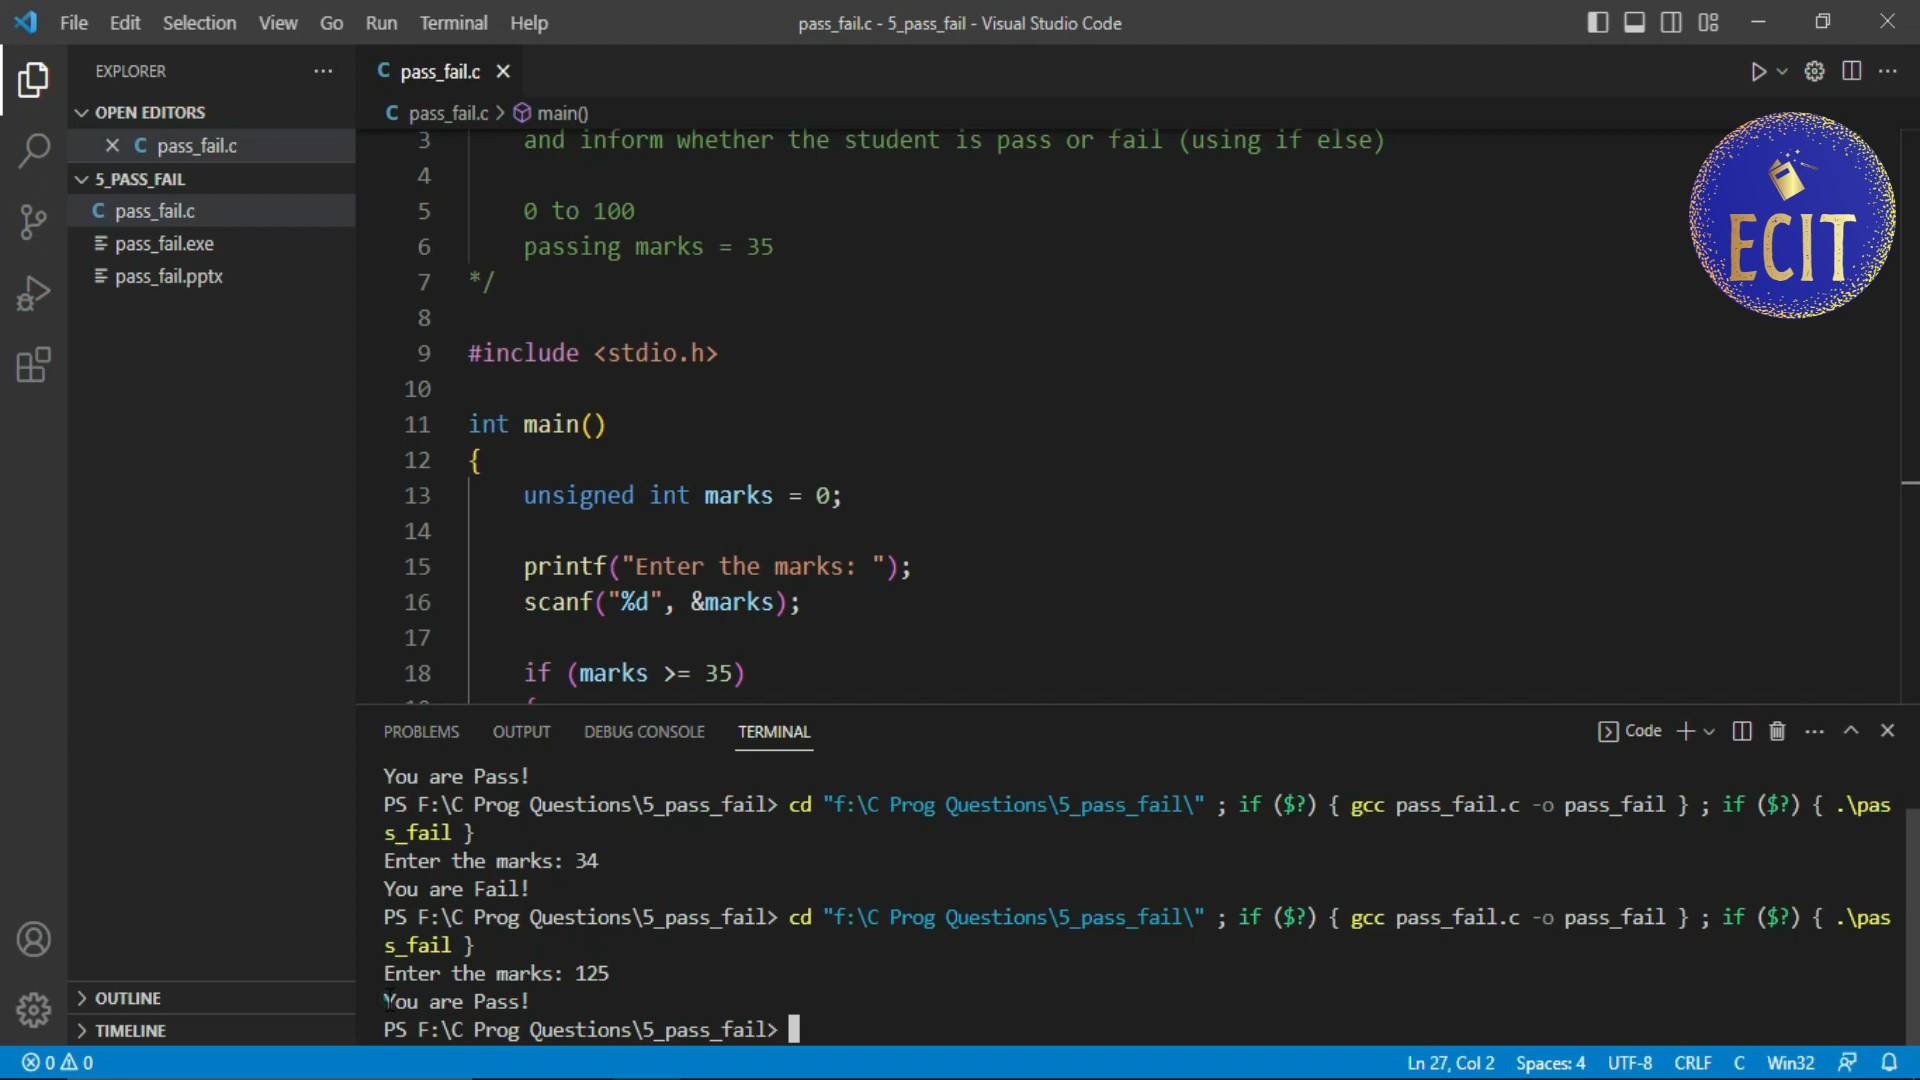 File Edit Selection View Go Run Terminal Help
pass_fail.c - 5_pass_fail - Visual Studio Code
EXPLORER
OPEN EDITORS
pass_fail.c
5_PASS_FAIL
pass_fail.c
pass_fail.exe
pass_fail.pptx
OUTLINE
TIMELINE
pass_fail.c
pass_fail.c > main()
ECIT
3 and inform whether the student is pass or fail (using if else)
4
5 0 to 100
6 passing marks = 35
7 */
8
9 #include <stdio.h>
10
11 int main()
12 {
13 unsigned int marks = 0;
14
15 printf("Enter the marks: ");
16 scanf("%d", &marks);
17
18 if (marks >= 35)
PROBLEMS OUTPUT DEBUG CONSOLE TERMINAL
Code
You are Pass!
PS F:\C Prog Questions\5_pass_fail> cd "f:\C Prog Questions\5_pass_fail\" ; if ($?) { gcc pass_fail.c -o pass_fail } ; if ($?) { .\pas
s_fail }
Enter the marks: 34
You are Fail!
PS F:\C Prog Questions\5_pass_fail> cd "f:\C Prog Questions\5_pass_fail\" ; if ($?) { gcc pass_fail.c -o pass_fail } ; if ($?) { .\pas
s_fail }
Enter the marks: 125
You are Pass!
PS F:\C Prog Questions\5_pass_fail>
0 0
Ln 27, Col 2 Spaces: 4 UTF-8 CRLF C Win32